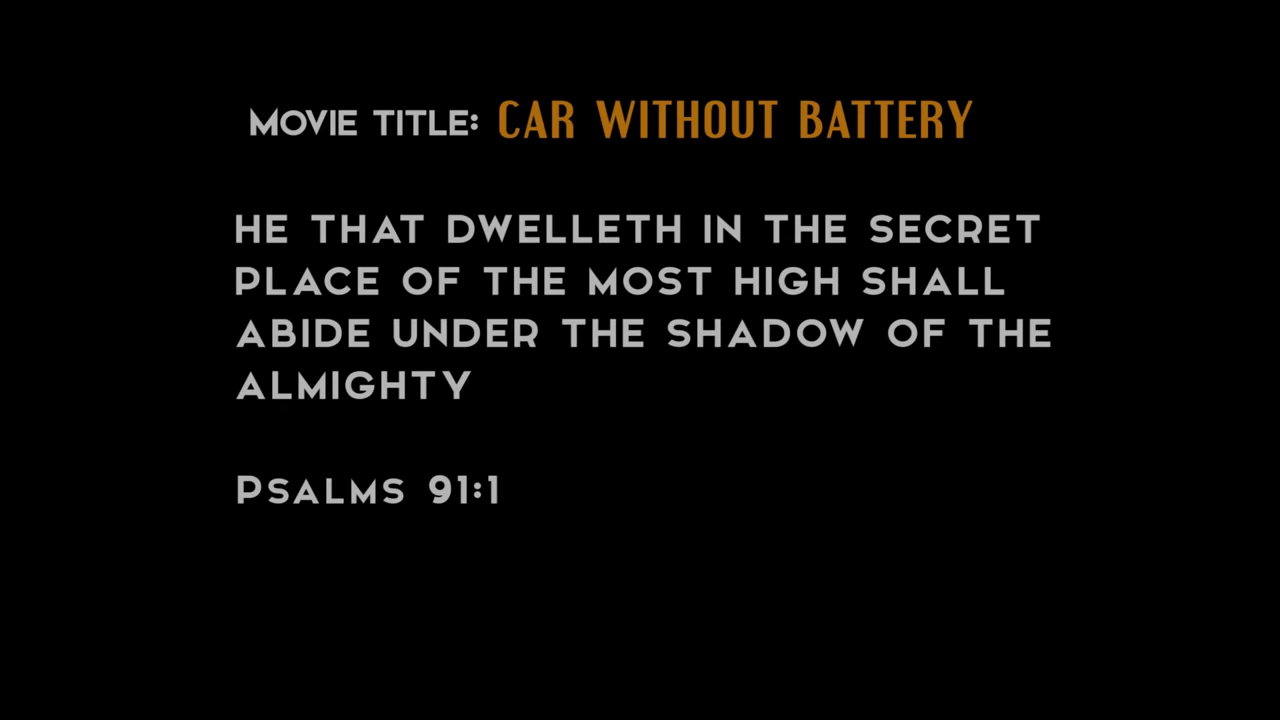 MOVIE TITLE: CAR WITHOUT BATTERY
HE THAT DWELLETH IN THE SECRET
PLACE OF THE MOST HIGH SHALL
ABIDE UNDER THE SHADOW OF THE
ALMIGHTY
PSALMS 91:1